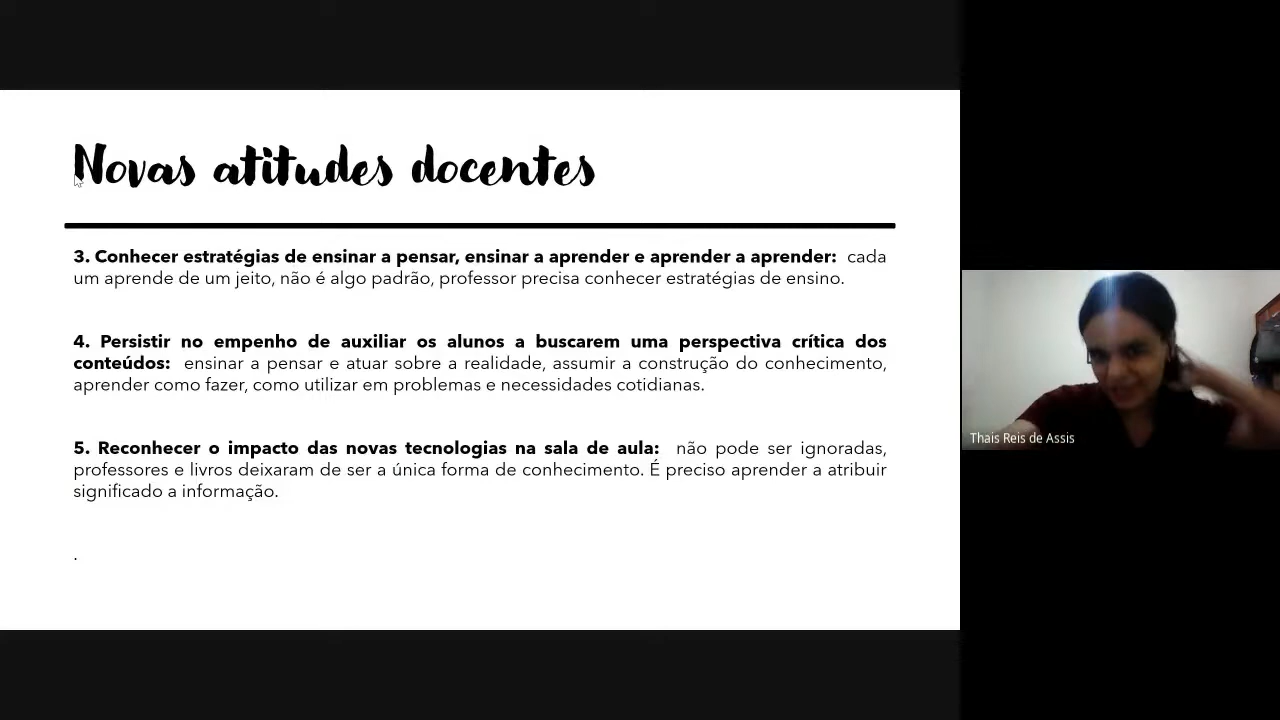 Novas atitudes docentes
3. Conhecer estratégias de ensinar a pensar, ensinar a aprender e aprender a aprender: cada
um aprende de um jeito, não é algo padrão, professor precisa conhecer estratégias de ensino.
4. Persistir no empenho de auxiliar os alunos a buscarem uma perspectiva crítica dos
conteúdos: ensinar a pensar e atuar sobre a realidade, assumir a construção do conhecimento,
aprender como fazer, como utilizar em problemas e necessidades cotidianas.
5. Reconhecer o impacto das novas tecnologias na sala de aula: não pode ser ignoradas,
professores e livros deixaram de ser a única forma de conhecimento. É preciso aprender a atribuir
significado a informação.
.
Thais Reis de Assis